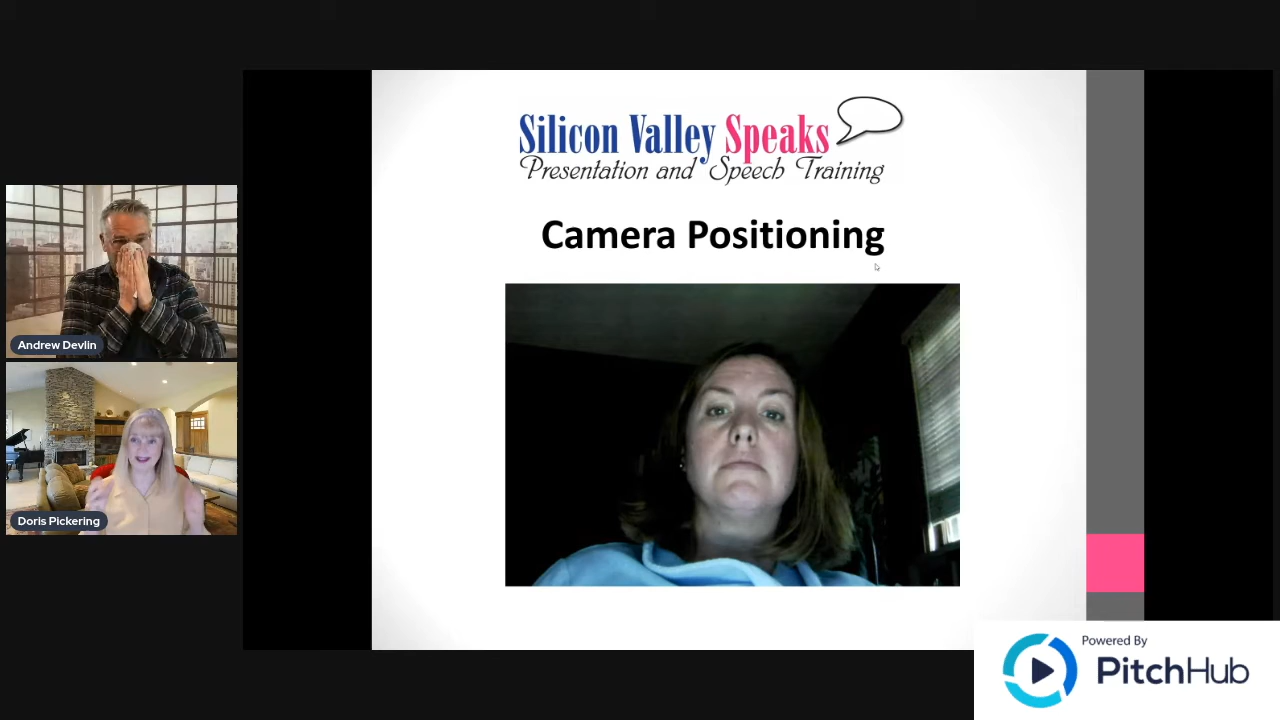 Silicon Valley Speaks
Presentation and Speech Training
Camera Positioning
Andrew Devlin
Doris Pickering
Powered By
PitchHub